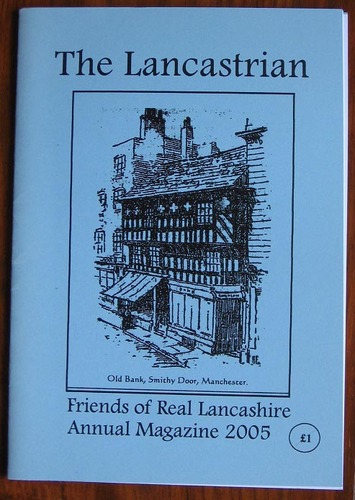 The Lancastrian
Old Bank, Smithy Door, Manchester.
Friends of Real Lancashire
Annual Magazine 2005
£1